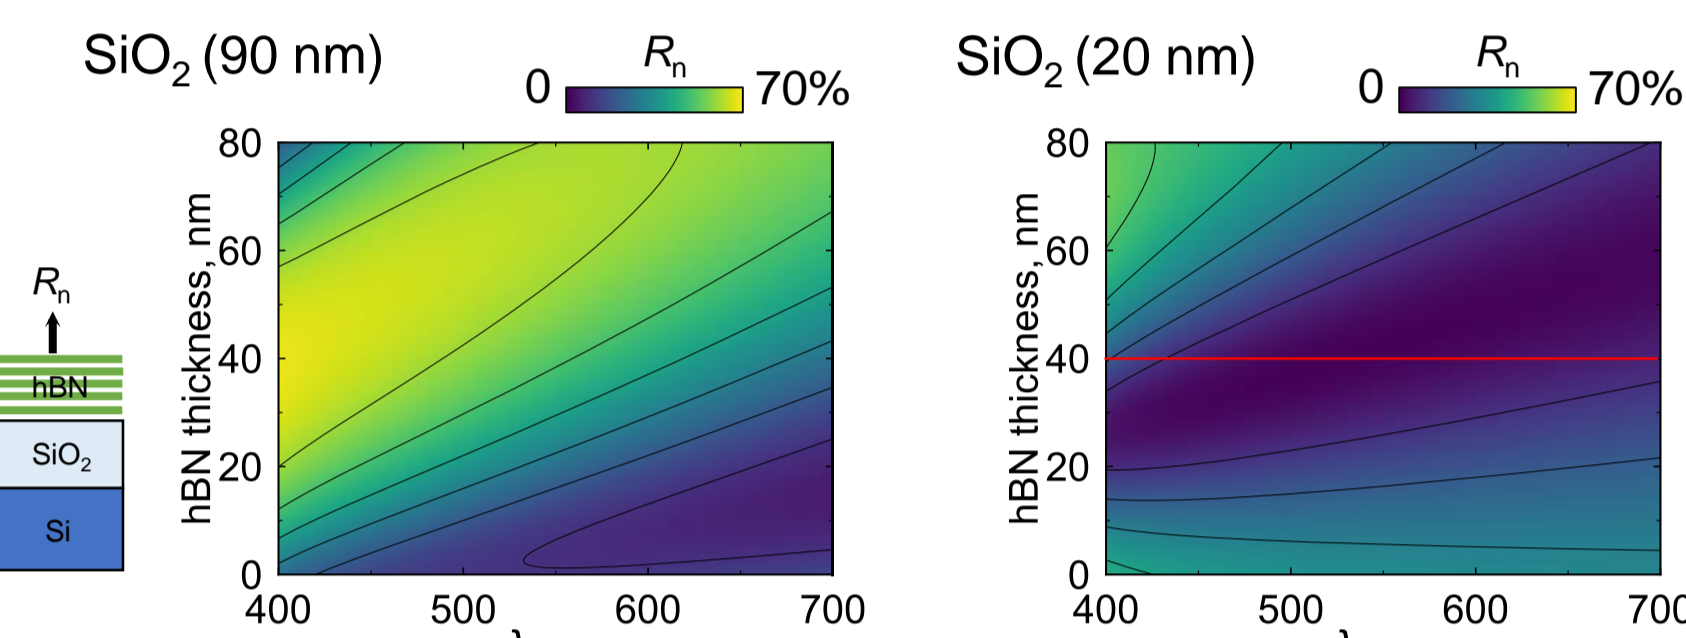 SiO₂ (90 nm)
Rₙ
0
70%
SiO₂ (20 nm)
Rₙ
0
70%
Rₙ
hBN
SiO₂
Si
hBN thickness, nm
80
60
40
20
0
400
500
600
700
hBN thickness, nm
80
60
40
20
0
400
500
600